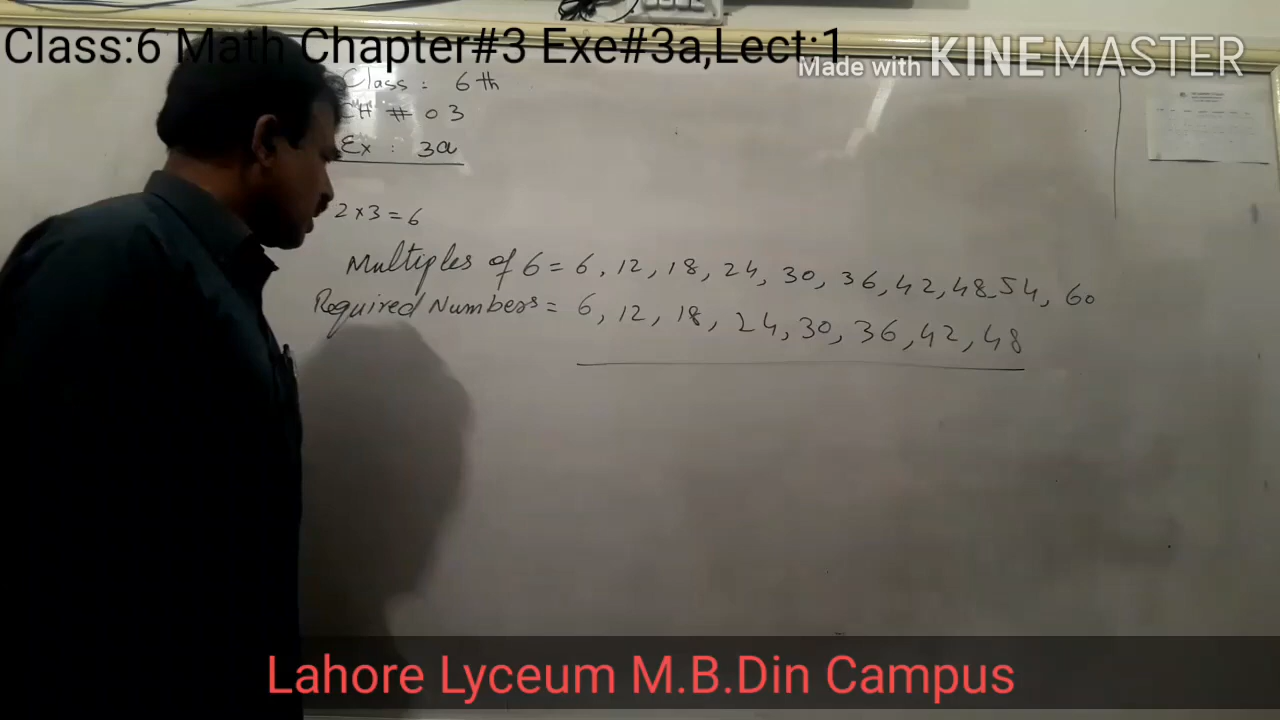 Class:6 Math Chapter#3 Exe#3a,Lect:1
Made with KINEMASTER
Class : 6th
CH # 03
Ex : 3a
2 × 3 = 6
Multiples of 6 = 6, 12, 18, 24, 30, 36, 42, 48, 54, 60
Required Numbers = 6, 12, 18, 24, 30, 36, 42, 48
Lahore Lyceum M.B.Din Campus